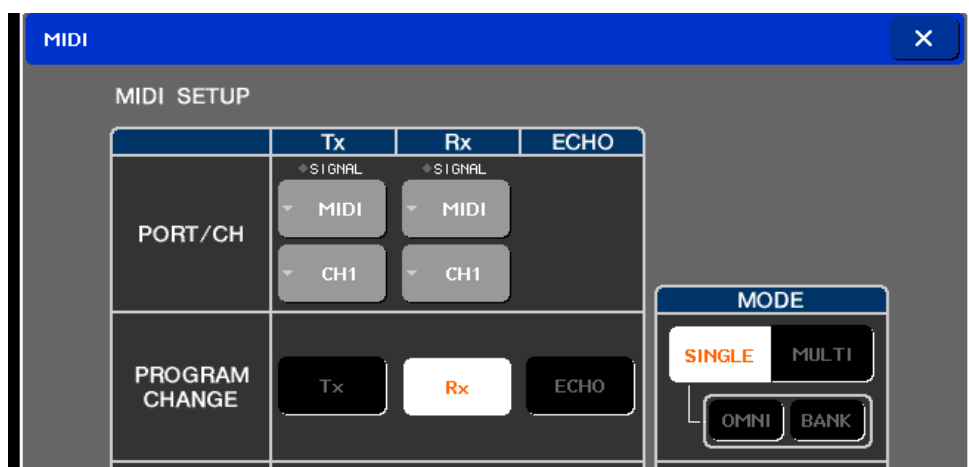 MIDI
MIDI SETUP
Tx Rx ECHO
SIGNAL SIGNAL
PORT/CH MIDI MIDI
CH1 CH1
MODE
SINGLE MULTI
PROGRAM CHANGE Tx Rx ECHO
OMNI BANK